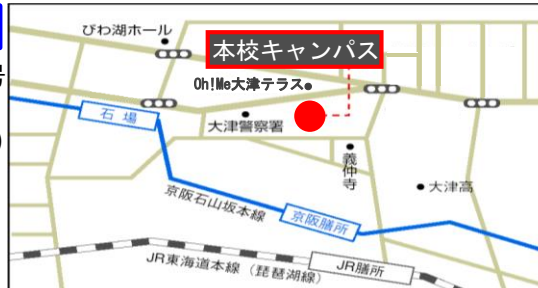 びわ湖ホール
本校キャンパス
Oh!Me大津テラス
石場
大津警察署
義仲寺
大津高
京阪石山坂本線
京阪膳所
JR東海道本線（琵琶湖線）
JR膳所